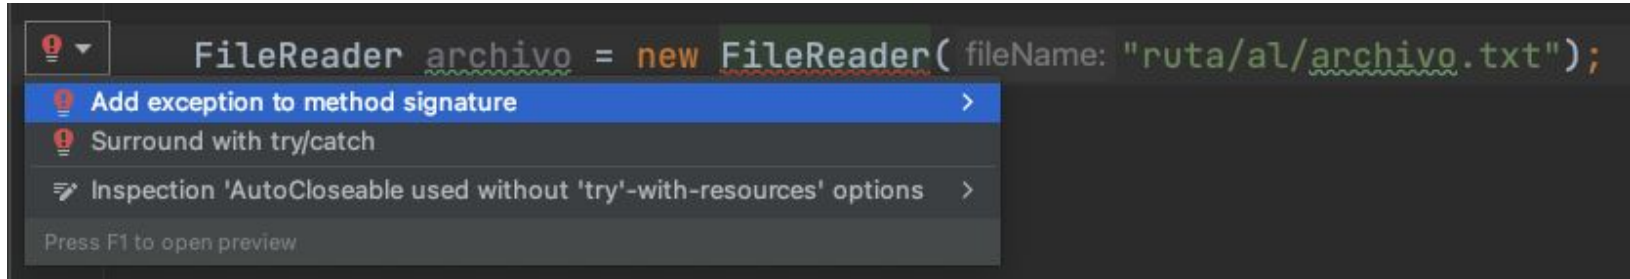 FileReader archivo = new FileReader( fileName: "ruta/al/archivo.txt");
Add exception to method signature
Surround with try/catch
Inspection 'AutoCloseable used without 'try'-with-resources' options
Press F1 to open preview